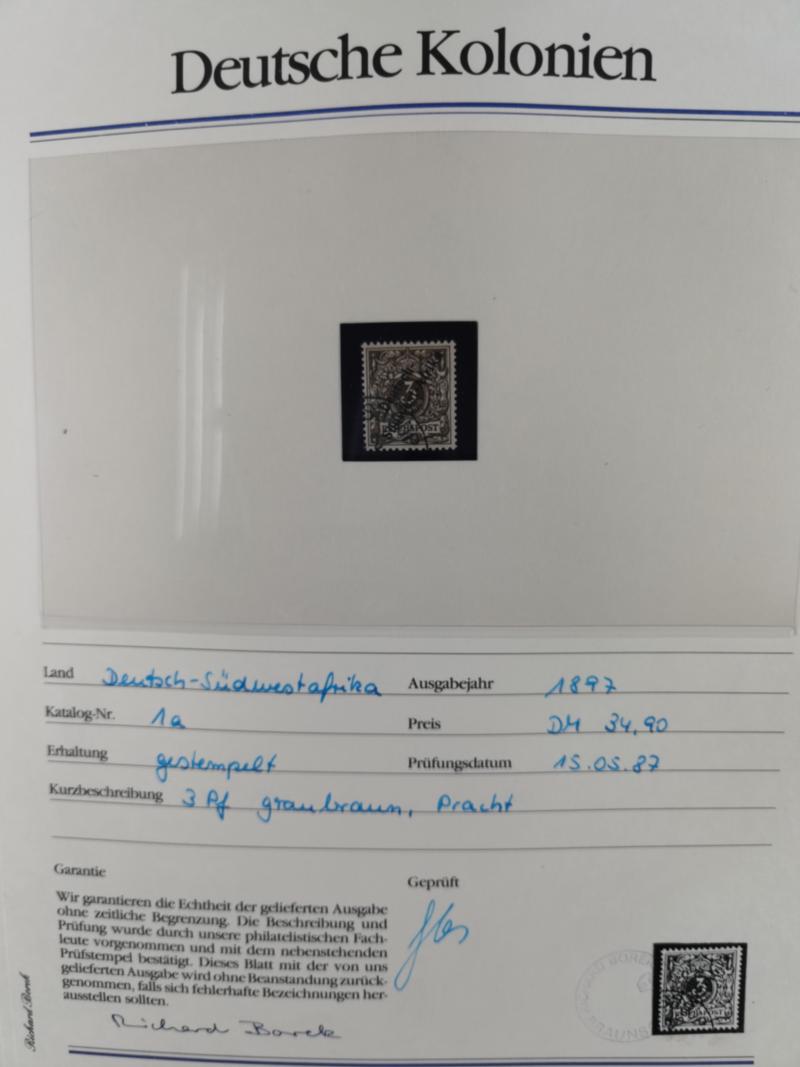 Deutsche Kolonien
3
REICHSPOST
Land Deutsch-Südwestafrika Ausgabejahr 1897
Katalog-Nr. 1a Preis DM 34,90
Erhaltung gestempelt Prüfungsdatum 15.05.87
Kurzbeschreibung 3 Pf graubraun, Pracht
Garantie
Geprüft
Wir garantieren die Echtheit der gelieferten Ausgabe
ohne zeitliche Begrenzung. Die Beschreibung und
Prüfung wurde durch unsere philatelistischen Fach-
leute vorgenommen und mit dem nebenstehenden
Prüfstempel bestätigt. Dieses Blatt mit der von uns
gelieferten Ausgabe wird ohne Beanstandung zurück-
genommen, falls sich fehlerhafte Bezeichnungen her-
ausstellen sollten.
Richard Borek
Richard Borek
3